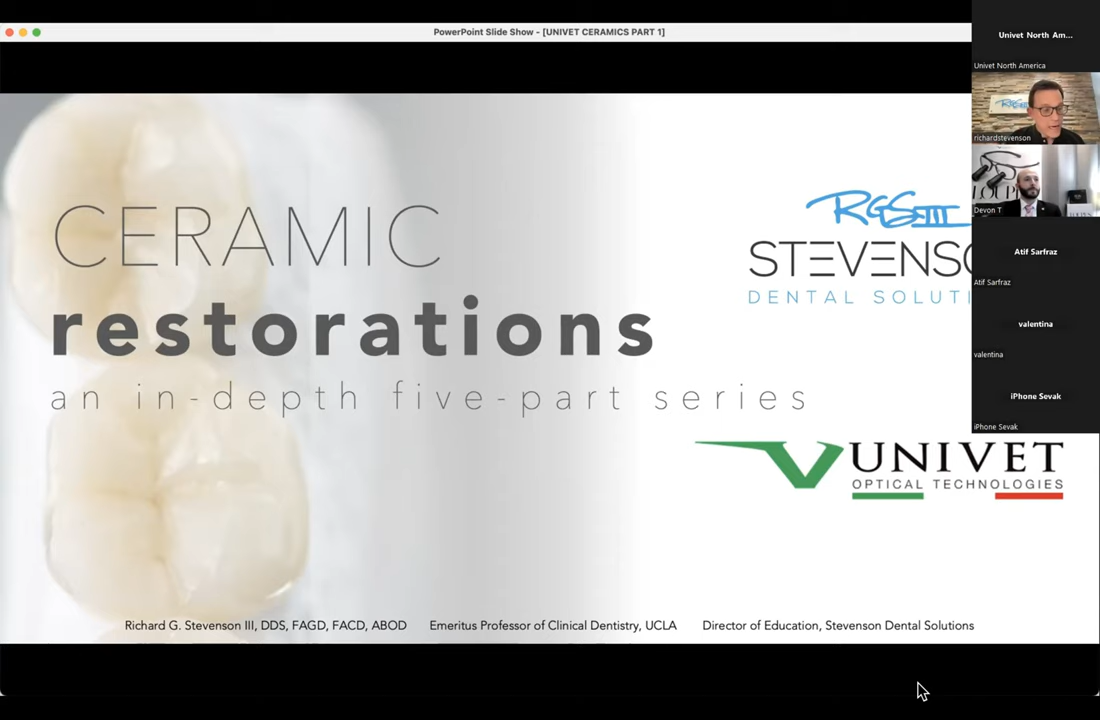 PowerPoint Slide Show - [UNIVET CERAMICS PART 1]
Univet North Am...
Univet North America
richardstevenson
LOUPE
Devon T
Atif Sarfraz
Atif Sarfraz
valentina
valentina
iPhone Sevak
iPhone Sevak
CERAMIC
restorations
an in-depth five-part series
RGSIII
STEVENSO
DENTAL SOLUTI
UNIVET
OPTICAL TECHNOLOGIES
Richard G. Stevenson III, DDS, FAGD, FACD, ABOD Emeritus Professor of Clinical Dentistry, UCLA Director of Education, Stevenson Dental Solutions